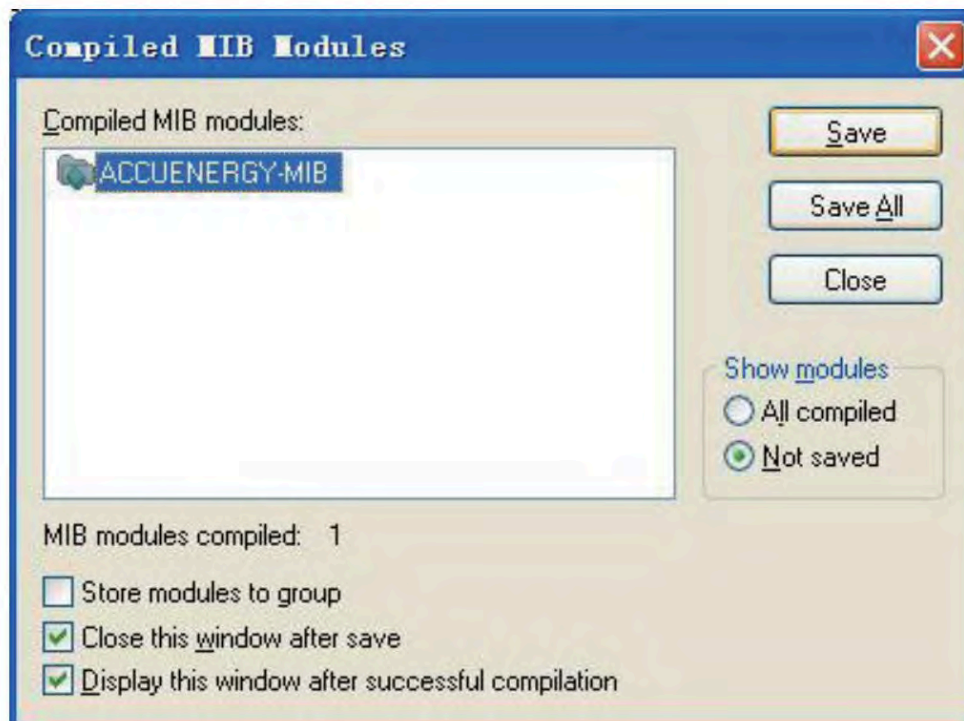 Compiled MIB Modules
Compiled MIB modules:
ACCUENERGY-MIB
Save
Save All
Close
Show modules
All compiled
Not saved
MIB modules compiled: 1
Store modules to group
Close this window after save
Display this window after successful compilation